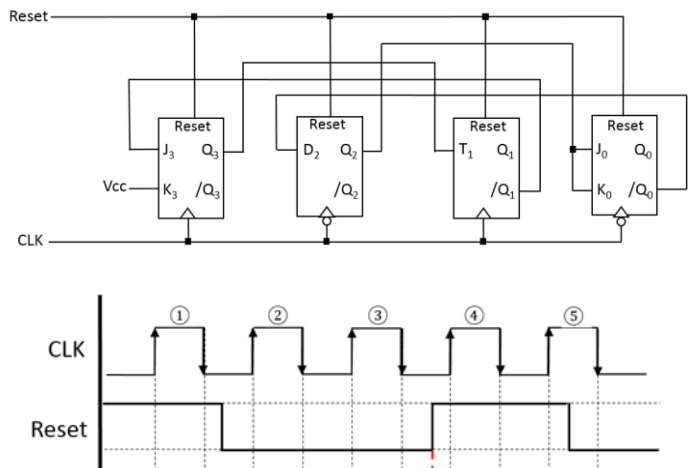 Reset
Reset Reset Reset Reset
J₃ Q₃ D₂ Q₂ T₁ Q₁ J₀ Q₀
Vcc K₃ /Q₃ /Q₂ /Q₁ K₀ /Q₀
CLK
① ② ③ ④ ⑤
CLK
Reset